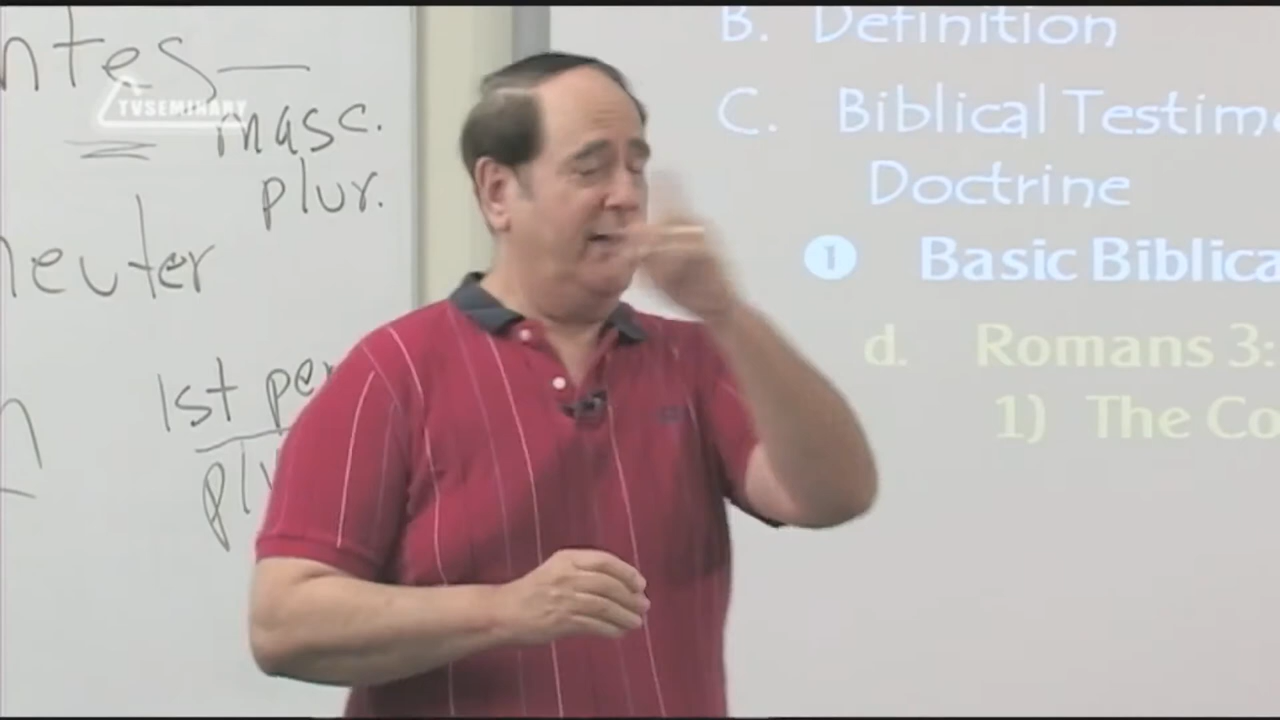 ntes—
TVSEMINARY
masc.
plur.
neuter
1st per
plu
B. Definition
C. Biblical Testim
Doctrine
1 Basic Biblica
d. Romans 3:
1) The Co